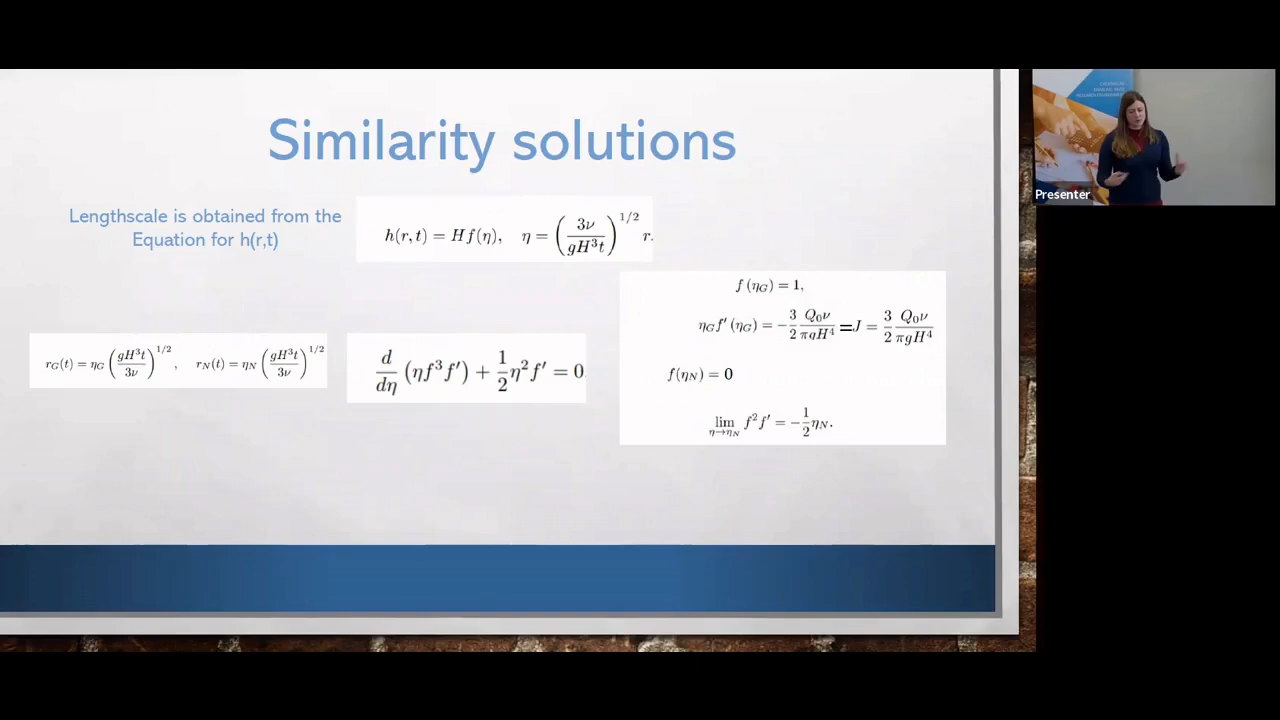 Similarity solutions
Lengthscale is obtained from the
Equation for h(r,t)
h(r,t) = Hf(η), η = (3ν/gH³t)^{1/2} r.
f(η_G) = 1,
η_G f′(η_G) = −3/2 Q₀ν/πgH⁴ = J = 3/2 Q₀ν/πgH⁴
f(η_N) = 0
lim_{η→η_N} f²f′ = −1/2 η_N.
r_G(t) = η_G (gH³t/3ν)^{1/2}, r_N(t) = η_N (gH³t/3ν)^{1/2}
d/dη (ηf³f′) + 1/2 η²f′ = 0
Presenter